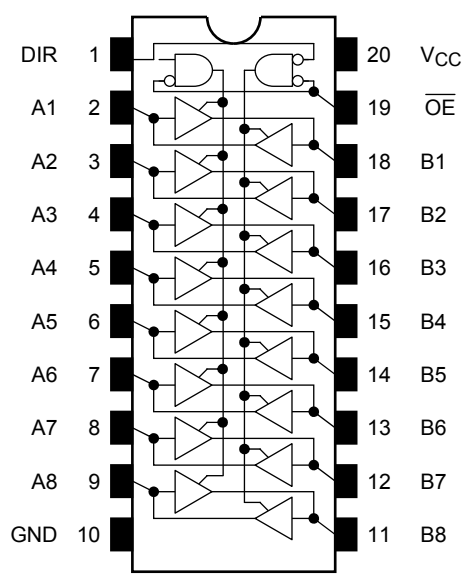 DIR 1 20 VCC
A1 2 19 O̅E̅
A2 3 18 B1
A3 4 17 B2
A4 5 16 B3
A5 6 15 B4
A6 7 14 B5
A7 8 13 B6
A8 9 12 B7
GND 10 11 B8